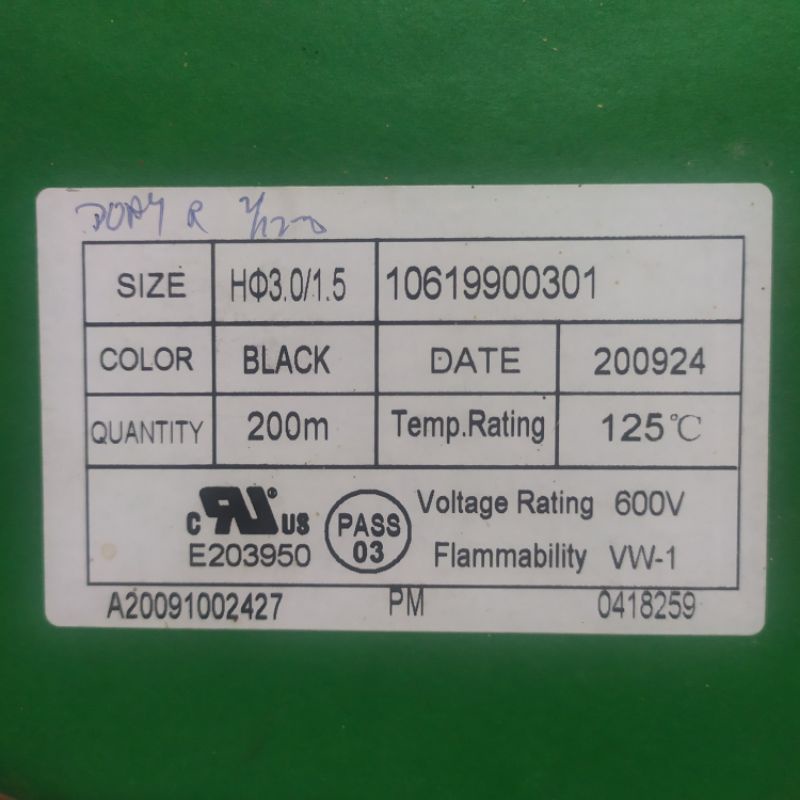 SIZE HΦ3.0/1.5 10619900301
COLOR BLACK DATE 200924
QUANTITY 200m Temp.Rating 125℃
c RU® US PASS Voltage Rating 600V
E203950 03 Flammability VW-1
A20091002427 PM 0418259